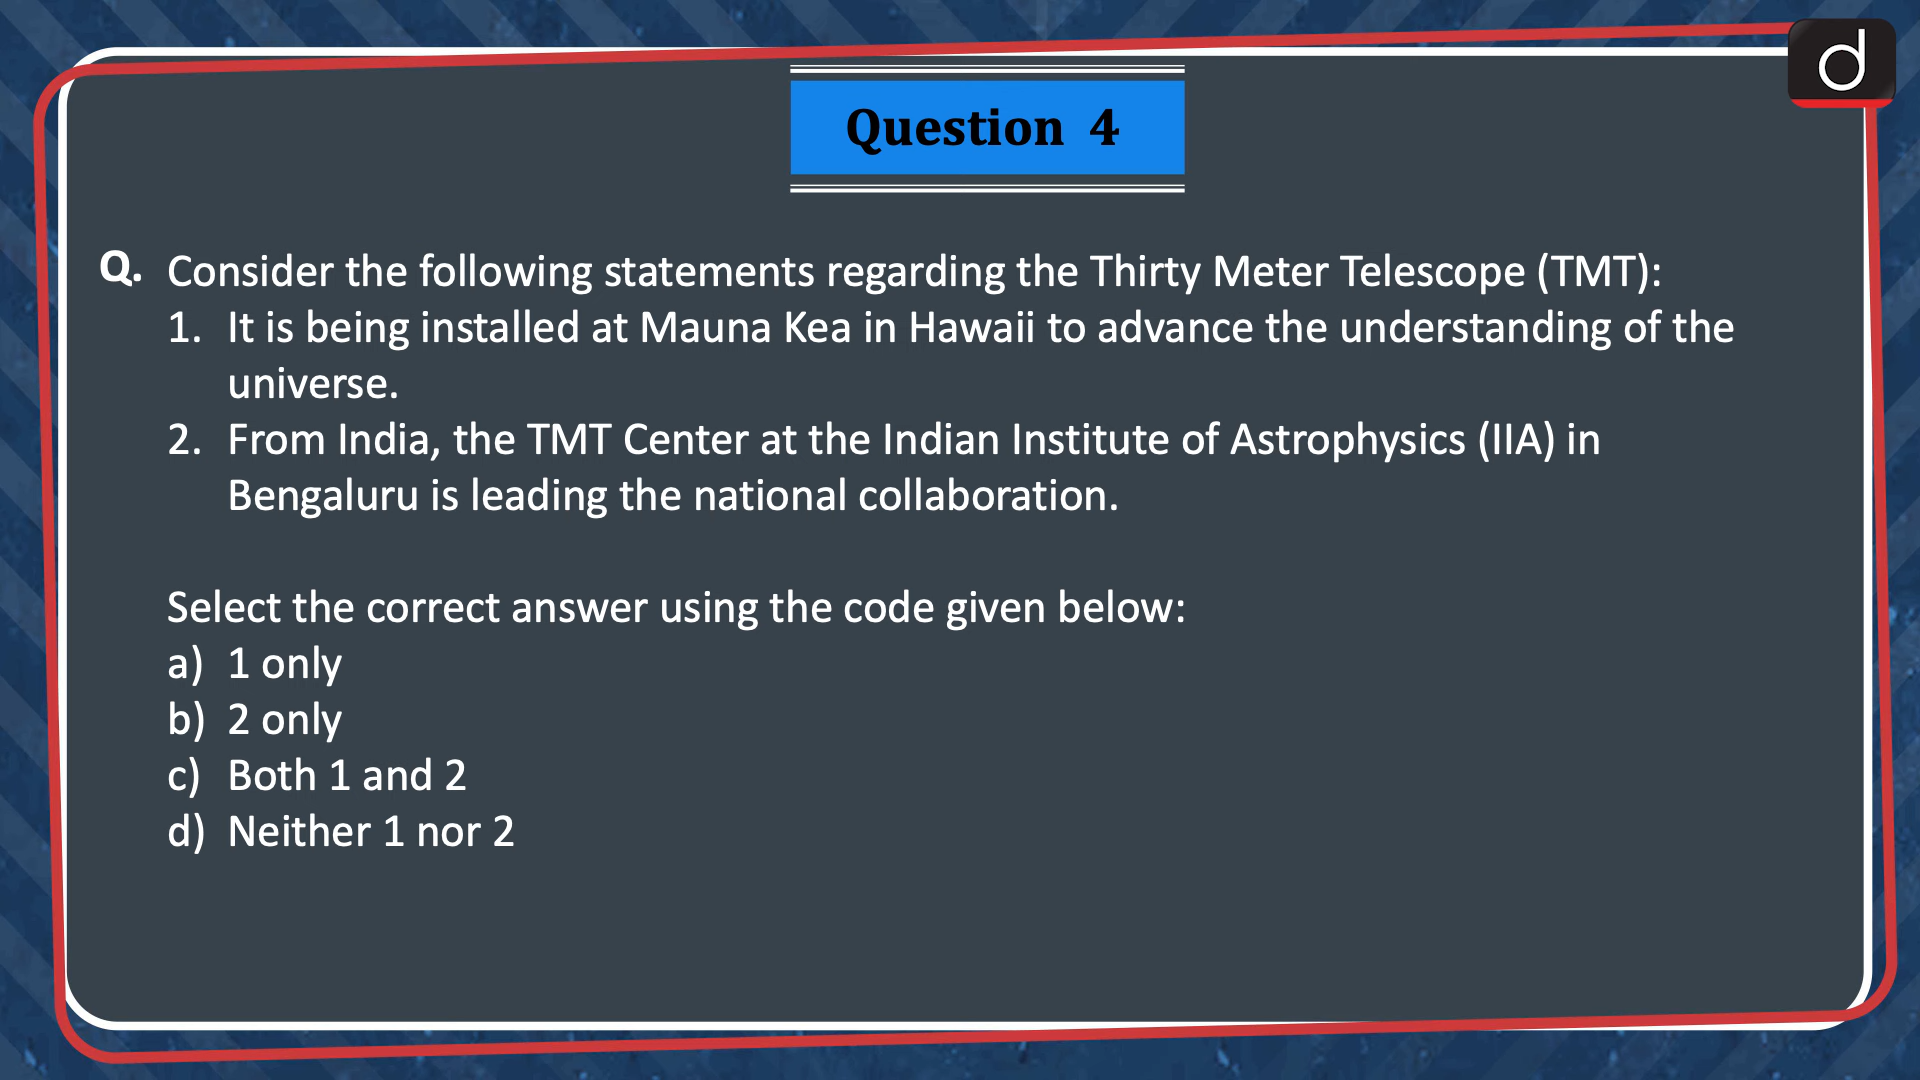 Question 4
Q. Consider the following statements regarding the Thirty Meter Telescope (TMT):
1. It is being installed at Mauna Kea in Hawaii to advance the understanding of the
universe.
2. From India, the TMT Center at the Indian Institute of Astrophysics (IIA) in
Bengaluru is leading the national collaboration.
Select the correct answer using the code given below:
a) 1 only
b) 2 only
c) Both 1 and 2
d) Neither 1 nor 2